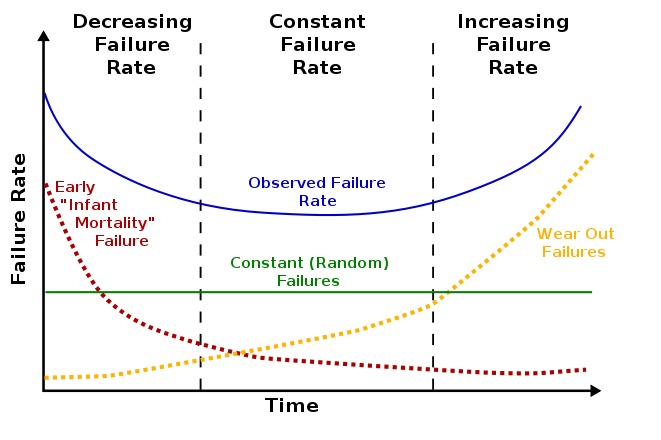 Decreasing
Failure
Rate
Constant
Failure
Rate
Increasing
Failure
Rate
Failure Rate
Early
"Infant
Mortality"
Failure
Observed Failure
Rate
Constant (Random)
Failures
Wear Out
Failures
Time